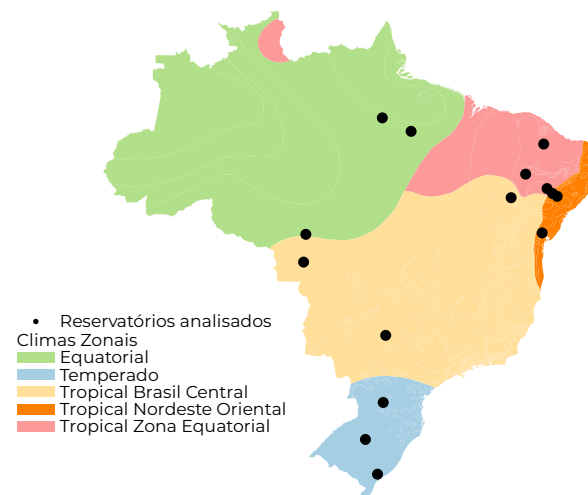 Reservatórios analisados
Climas Zonais
Equatorial
Temperado
Tropical Brasil Central
Tropical Nordeste Oriental
Tropical Zona Equatorial